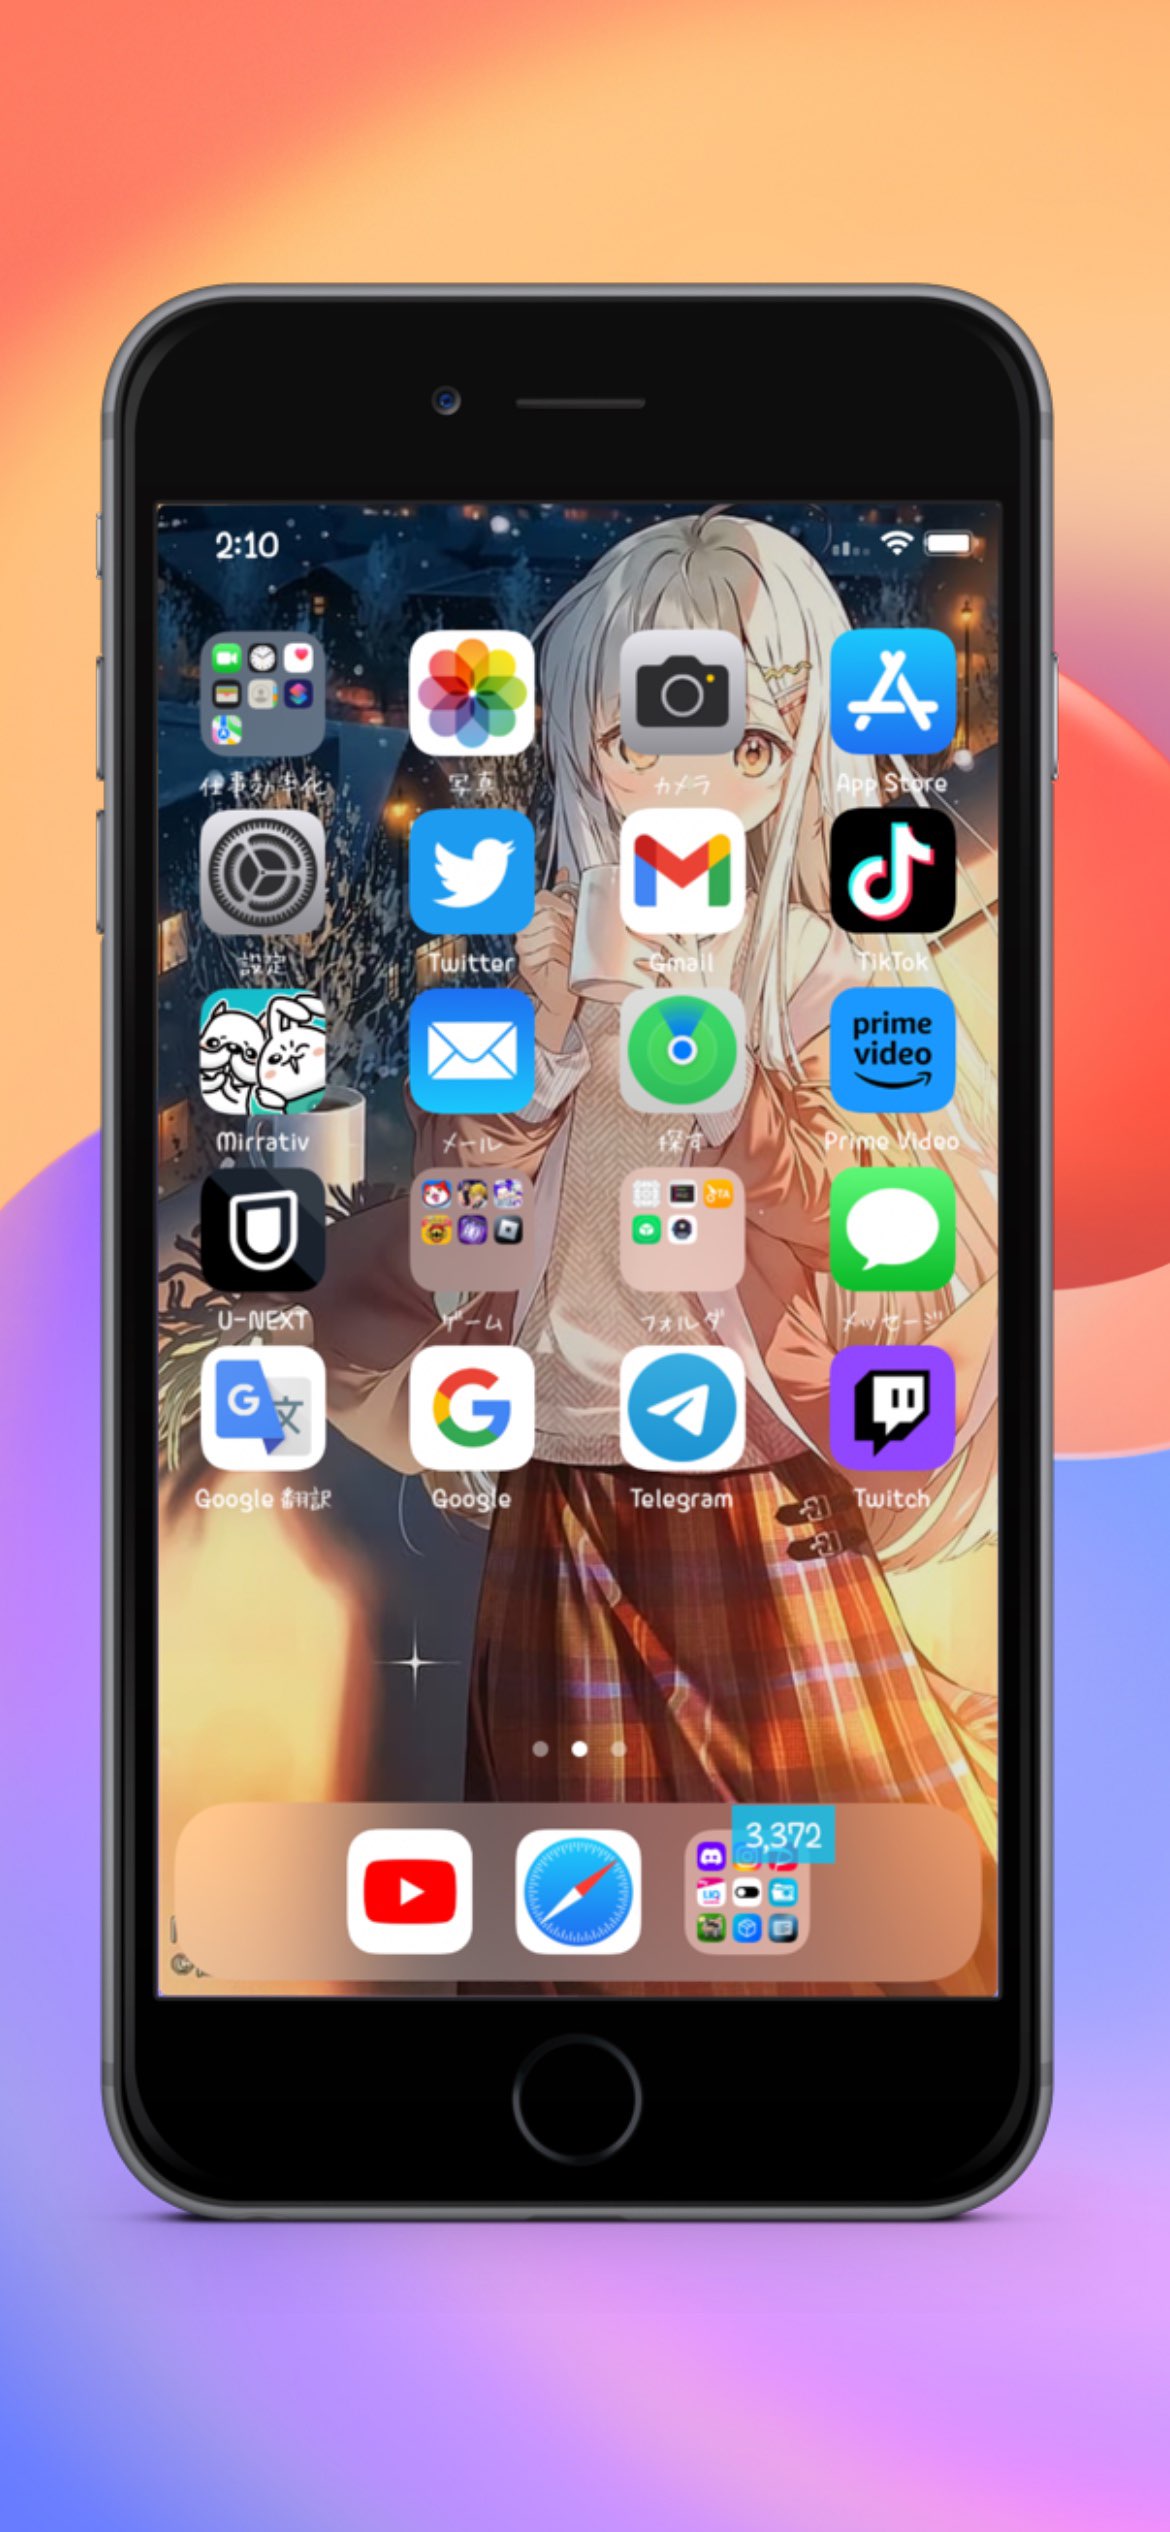 2:10
仕事効率化
写真
カメラ
App Store
設定
Twitter
Gmail
TikTok
prime
video
Mirrativ
メール
探す
Prime Video
U-NEXT
ゲーム
フォルダ
メッセージ
G
文
Google 翻訳
Google
Telegram
Twitch
3,372
LIQ